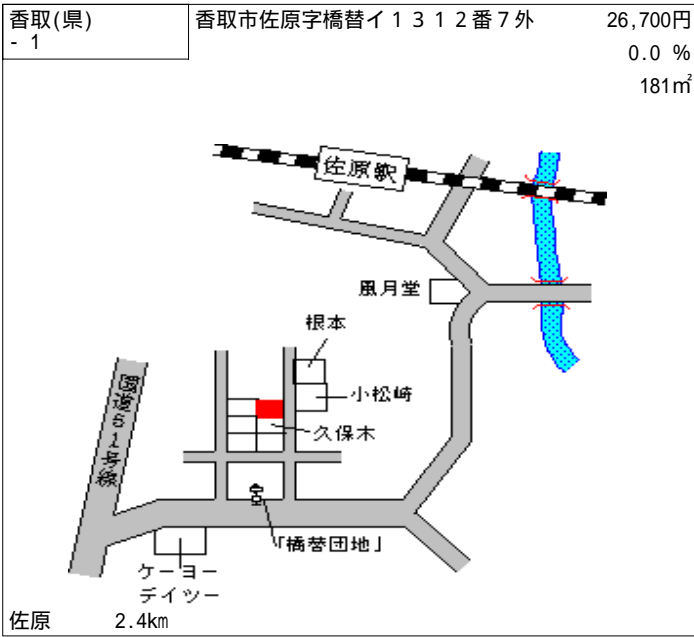 香取(県)
- 1
香取市佐原字橋替イ1312番7外
26,700円
0.0 %
181㎡
佐原駅
風月堂
根本
小松崎
久保木
国道51号線
「橋替団地」
ケーヨー
デイツー
佐原 2.4km